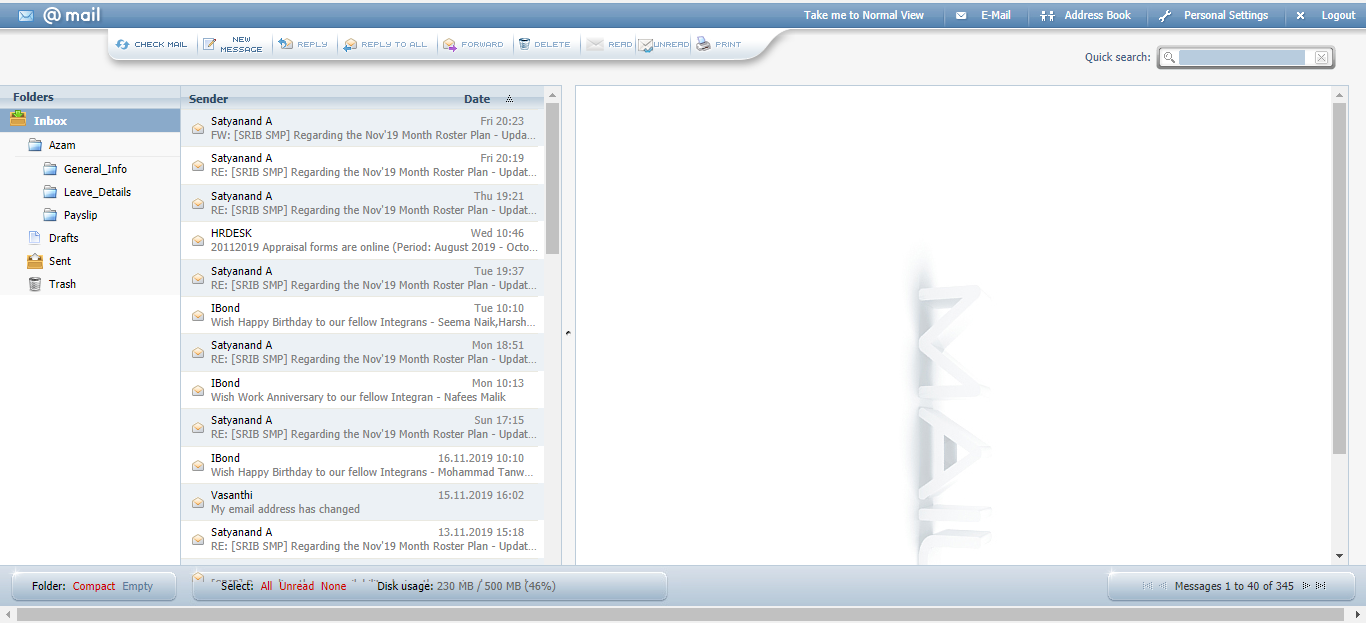 @mail
Take me to Normal View
E-Mail
Address Book
Personal Settings
Logout
CHECK MAIL
NEW
MESSAGE
REPLY
REPLY TO ALL
FORWARD
DELETE
READ
UNREAD
PRINT
Quick search:
Folders
Inbox
Azam
General_Info
Leave_Details
Payslip
Drafts
Sent
Trash
Sender Date
Satyanand A Fri 20:23
FW: [SRIB SMP] Regarding the Nov'19 Month Roster Plan - Upda...
Satyanand A Fri 20:19
RE: [SRIB SMP] Regarding the Nov'19 Month Roster Plan - Updat...
Satyanand A Thu 19:21
RE: [SRIB SMP] Regarding the Nov'19 Month Roster Plan - Updat...
HRDESK Wed 10:46
20112019 Appraisal forms are online (Period: August 2019 - Octo...
Satyanand A Tue 19:37
RE: [SRIB SMP] Regarding the Nov'19 Month Roster Plan - Updat...
IBond Tue 10:10
Wish Happy Birthday to our fellow Integrans - Seema Naik,Harsh...
Satyanand A Mon 18:51
RE: [SRIB SMP] Regarding the Nov'19 Month Roster Plan - Updat...
IBond Mon 10:13
Wish Work Anniversary to our fellow Integran - Nafees Malik
Satyanand A Sun 17:15
RE: [SRIB SMP] Regarding the Nov'19 Month Roster Plan - Updat...
IBond 16.11.2019 10:10
Wish Happy Birthday to our fellow Integrans - Mohammad Tanw...
Vasanthi 15.11.2019 16:02
My email address has changed
Satyanand A 13.11.2019 15:18
RE: [SRIB SMP] Regarding the Nov'19 Month Roster Plan - Updat...
MAIL
Folder: Compact Empty
Select: All Unread None
Disk usage: 230 MB / 500 MB (46%)
Messages 1 to 40 of 345